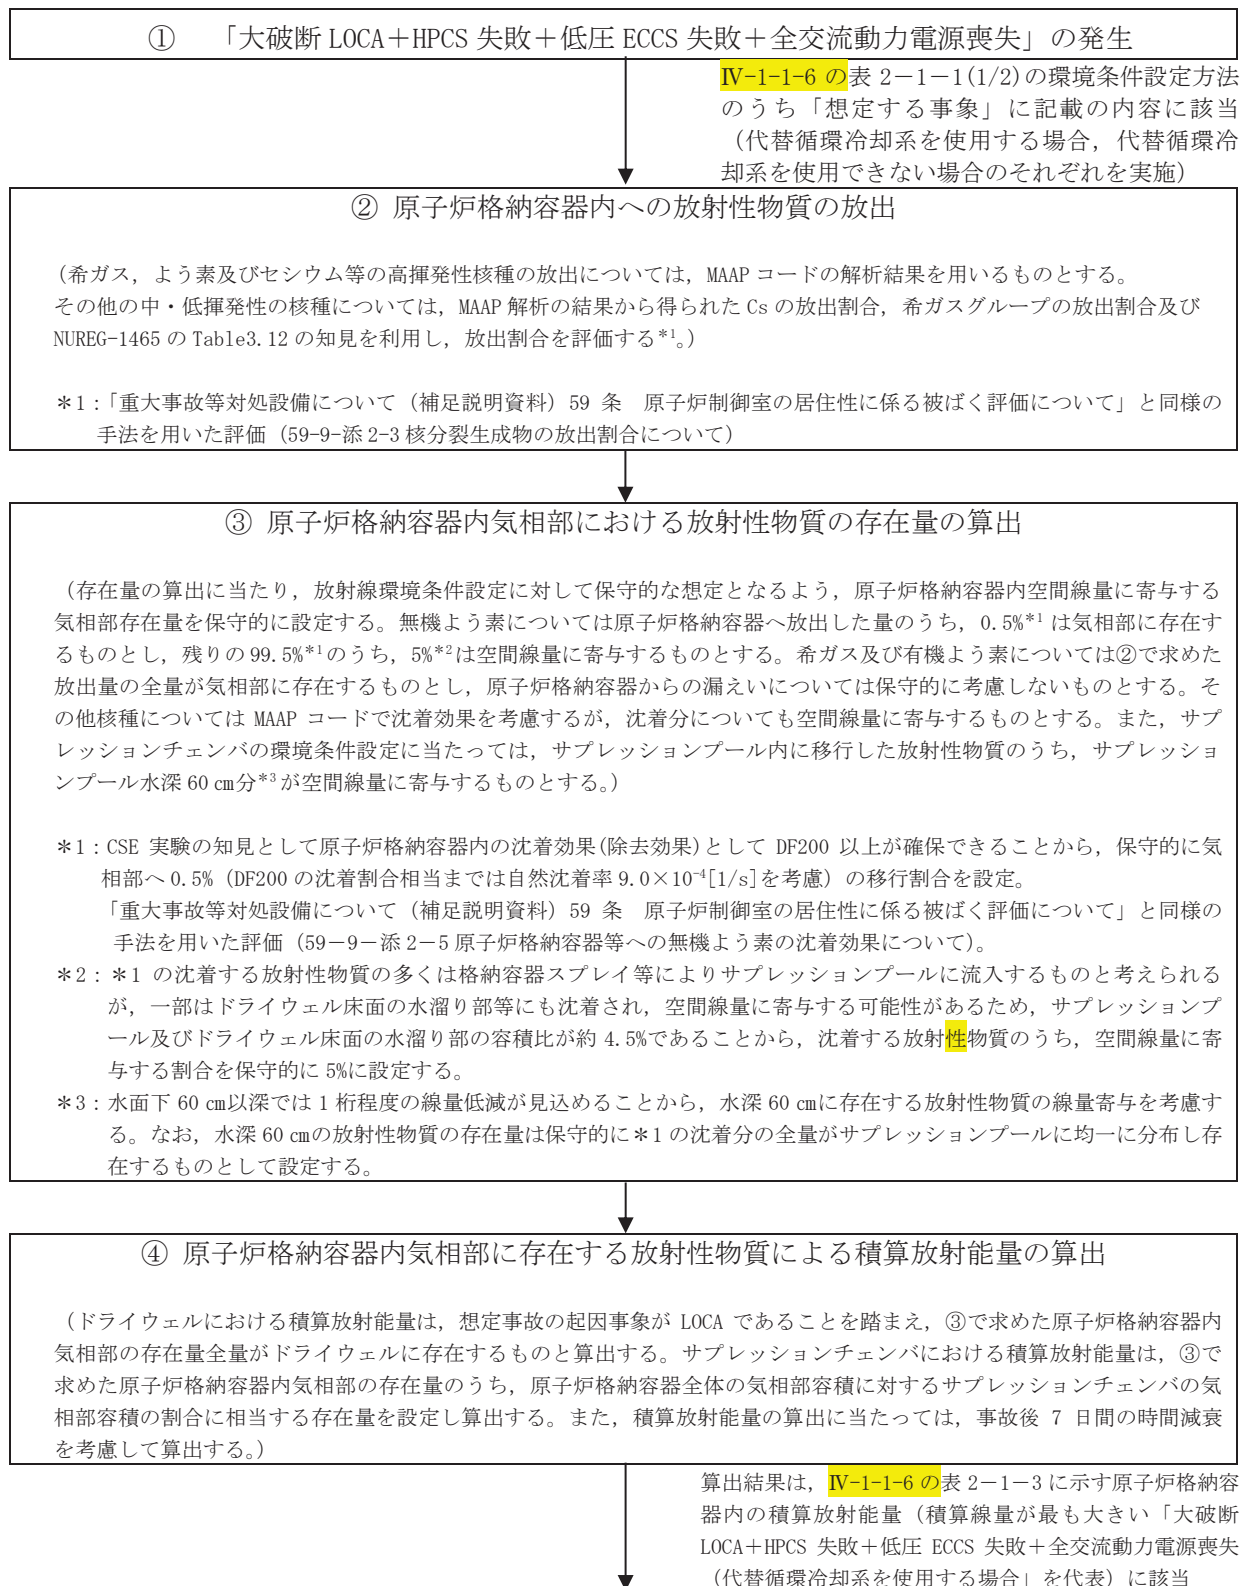 ① 「大破断 LOCA＋HPCS 失敗＋低圧 ECCS 失敗＋全交流動力電源喪失」の発生
Ⅳ-1-1-6 の表 2－1－1(1/2)の環境条件設定方法
のうち「想定する事象」に記載の内容に該当
（代替循環冷却系を使用する場合，代替循環冷
却系を使用できない場合のそれぞれを実施）
② 原子炉格納容器内への放射性物質の放出
（希ガス，よう素及びセシウム等の高揮発性核種の放出については，MAAP コードの解析結果を用いるものとする。
その他の中・低揮発性の核種については，MAAP 解析の結果から得られた Cs の放出割合，希ガスグループの放出割合及び
NUREG-1465 の Table3.12 の知見を利用し，放出割合を評価する*1。）
＊1：「重大事故等対処設備について（補足説明資料）59 条　原子炉制御室の居住性に係る被ばく評価について」と同様の
手法を用いた評価（59-9-添 2-3 核分裂生成物の放出割合について）
③ 原子炉格納容器内気相部における放射性物質の存在量の算出
（存在量の算出に当たり，放射線環境条件設定に対して保守的な想定となるよう，原子炉格納容器内空間線量に寄与する
気相部存在量を保守的に設定する。無機よう素については原子炉格納容器へ放出した量のうち，0.5%*1 は気相部に存在す
るものとし，残りの 99.5%*1のうち，5%*2は空間線量に寄与するものとする。希ガス及び有機よう素については②で求めた
放出量の全量が気相部に存在するものとし，原子炉格納容器からの漏えいについては保守的に考慮しないものとする。そ
の他核種については MAAP コードで沈着効果を考慮するが，沈着分についても空間線量に寄与するものとする。また，サプ
レッションチェンバの環境条件設定に当たっては，サプレッションプール内に移行した放射性物質のうち，サプレッショ
ンプール水深 60 ㎝分*3が空間線量に寄与するものとする。）
＊1：CSE 実験の知見として原子炉格納容器内の沈着効果(除去効果)として DF200 以上が確保できることから，保守的に気
相部へ 0.5%（DF200 の沈着割合相当までは自然沈着率 9.0×10-4[1/s]を考慮）の移行割合を設定。
「重大事故等対処設備について（補足説明資料）59 条　原子炉制御室の居住性に係る被ばく評価について」と同様の
手法を用いた評価（59－9－添 2－5 原子炉格納容器等への無機よう素の沈着効果について）。
＊2：＊1 の沈着する放射性物質の多くは格納容器スプレイ等によりサプレッションプールに流入するものと考えられる
が，一部はドライウェル床面の水溜り部等にも沈着され，空間線量に寄与する可能性があるため，サプレッションプ
ール及びドライウェル床面の水溜り部の容積比が約 4.5%であることから，沈着する放射性物質のうち，空間線量に寄
与する割合を保守的に 5%に設定する。
＊3：水面下 60 ㎝以深では 1 桁程度の線量低減が見込めることから，水深 60 ㎝に存在する放射性物質の線量寄与を考慮す
る。なお，水深 60 ㎝の放射性物質の存在量は保守的に＊1 の沈着分の全量がサプレッションプールに均一に分布し存
在するものとして設定する。
④ 原子炉格納容器内気相部に存在する放射性物質による積算放射能量の算出
（ドライウェルにおける積算放射能量は，想定事故の起因事象が LOCA であることを踏まえ，③で求めた原子炉格納容器内
気相部の存在量全量がドライウェルに存在するものと算出する。サプレッションチェンバにおける積算放射能量は，③で
求めた原子炉格納容器内気相部の存在量のうち，原子炉格納容器全体の気相部容積に対するサプレッションチェンバの気
相部容積の割合に相当する存在量を設定し算出する。また，積算放射能量の算出に当たっては，事故後 7 日間の時間減衰
を考慮して算出する。）
算出結果は，Ⅳ-1-1-6 の表 2－1－3 に示す原子炉格納容
器内の積算放射能量（積算線量が最も大きい「大破断
LOCA＋HPCS 失敗＋低圧 ECCS 失敗＋全交流動力電源喪失
（代替循環冷却系を使用する場合」を代表）に該当